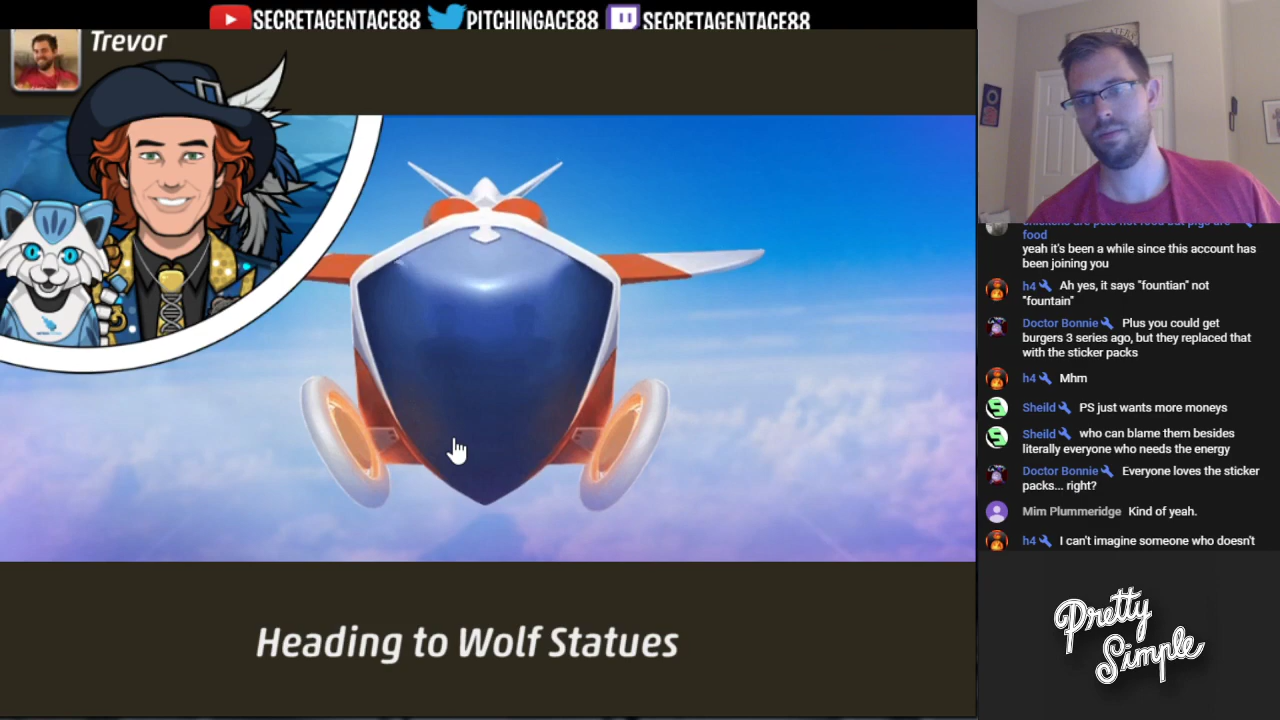 SECRETAGENTACE88 PITCHINGACE88 SECRETAGENTACE88
Trevor
food
yeah it's been a while since this account has
been joining you
h4 Ah yes, it says "fountian" not
"fountain"
Doctor Bonnie Plus you could get
burgers 3 series ago, but they replaced that
with the sticker packs
h4 Mhm
Sheild PS just wants more moneys
Sheild who can blame them besides
literally everyone who needs the energy
Doctor Bonnie Everyone loves the sticker
packs... right?
Mim Plummeridge Kind of yeah.
h4 I can't imagine someone who doesn't
Heading to Wolf Statues
Pretty
Simple